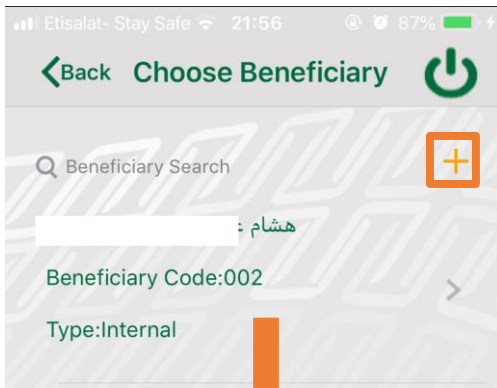 Etisalat- Stay Safe 21:56 87%
Back Choose Beneficiary
Beneficiary Search
هشام
Beneficiary Code:002
Type:Internal